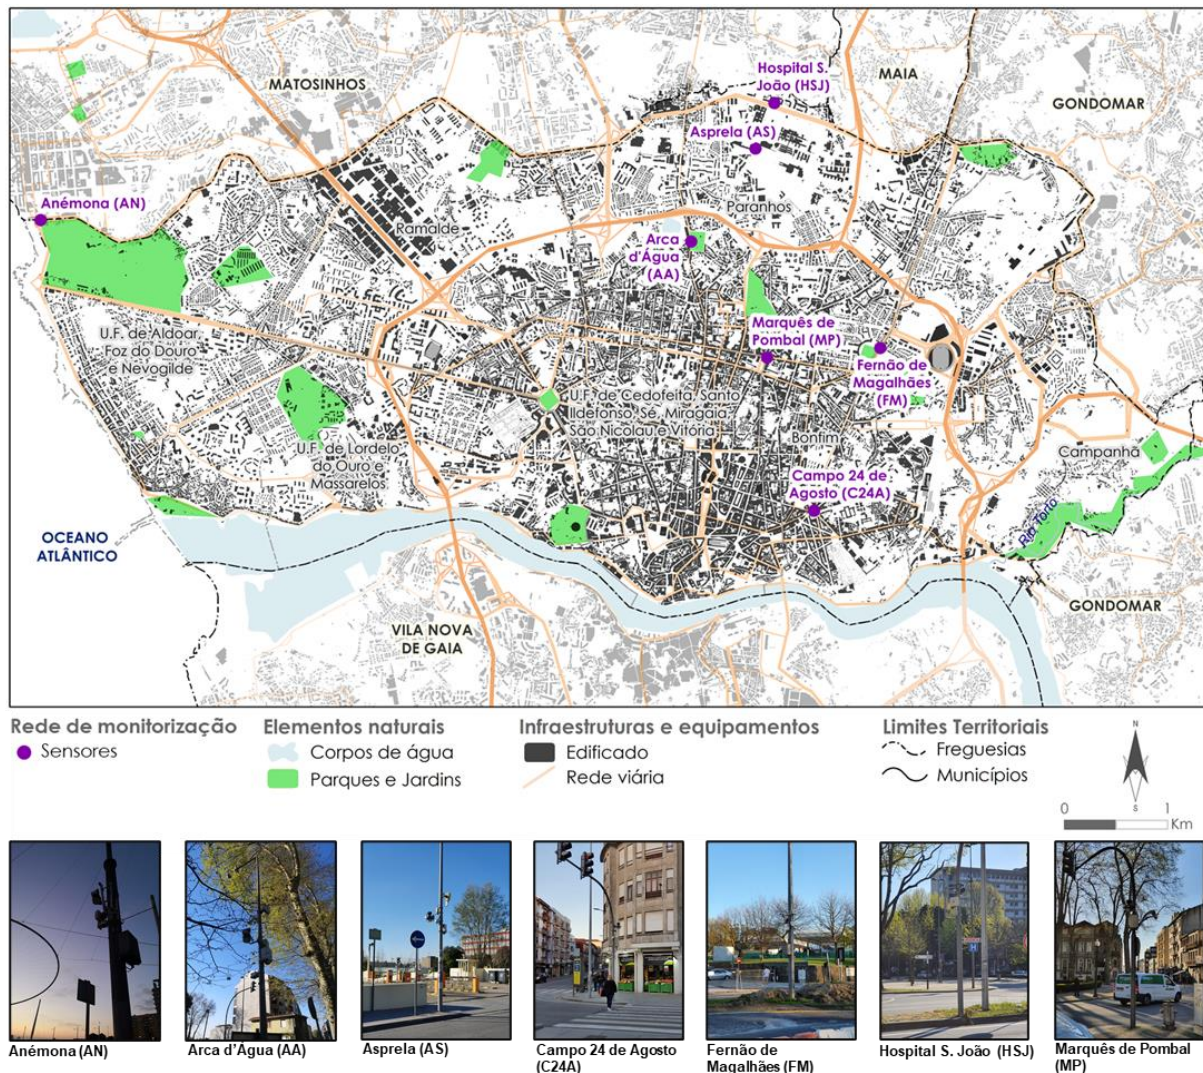 MATOSINHOS
Hospital S.
João (HSJ)
MAIA
GONDOMAR
Asprela (AS)
Anémona (AN)
Ramalde
Paranhos
Arca
d'Água
(AA)
Marquês de
Pombal (MP)
Fernão de
Magalhães
(FM)
U.F. de Aldoar,
Foz do Douro
e Nevogilde
U.F. de Cedofeita, Santo
Ildefonso, Sé, Miragaia,
São Nicolau e Vitória
U.F. de Lordelo
do Ouro e
Massarelos
Bonfim
Campanhã
Campo 24 de
Agosto (C24A)
Rio Torto
OCEANO
ATLÂNTICO
GONDOMAR
VILA NOVA
DE GAIA
Rede de monitorização
Sensores
Elementos naturais
Corpos de água
Parques e Jardins
Infraestruturas e equipamentos
Edificado
Rede viária
Limites Territoriais
Freguesias
Municípios
N
S
0 1
Km
H
Anémona (AN)
Arca d'Água (AA)
Asprela (AS)
Campo 24 de Agosto
(C24A)
Fernão de
Magalhães (FM)
Hospital S. João (HSJ)
Marquês de Pombal
(MP)